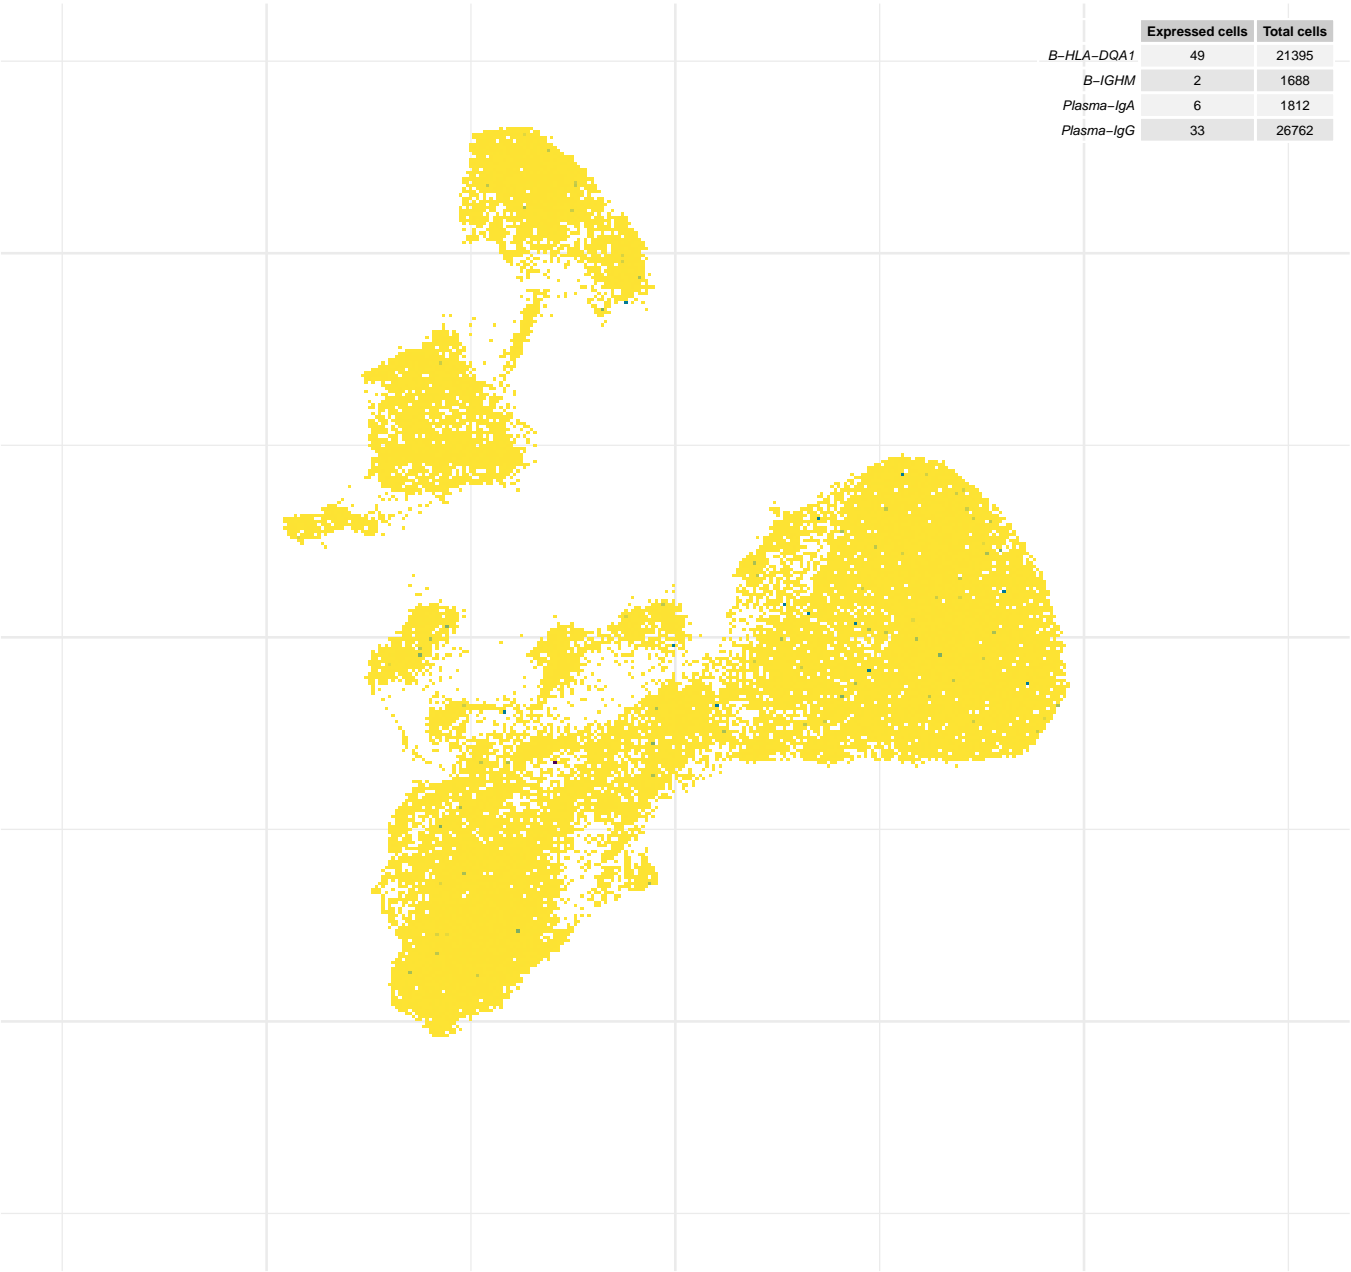 Expressed cells Total cells
B−HLA−DQA1 49 21395
B−IGHM 2 1688
Plasma−IgA 6 1812
Plasma−IgG 33 26762